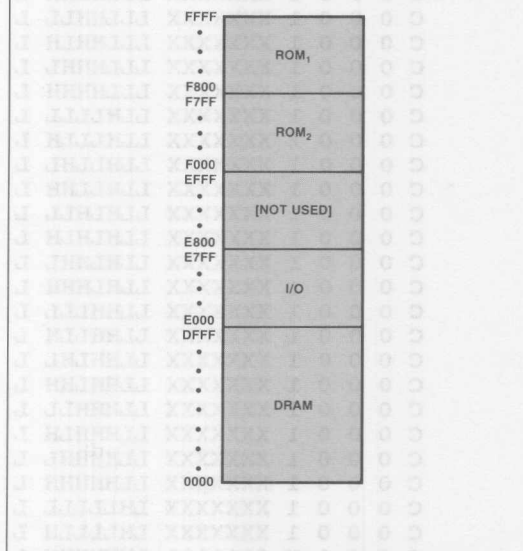 FFFF
ROM₁
F800
F7FF
ROM₂
F000
EFFF
[NOT USED]
E800
E7FF
I/O
E000
DFFF
DRAM
0000